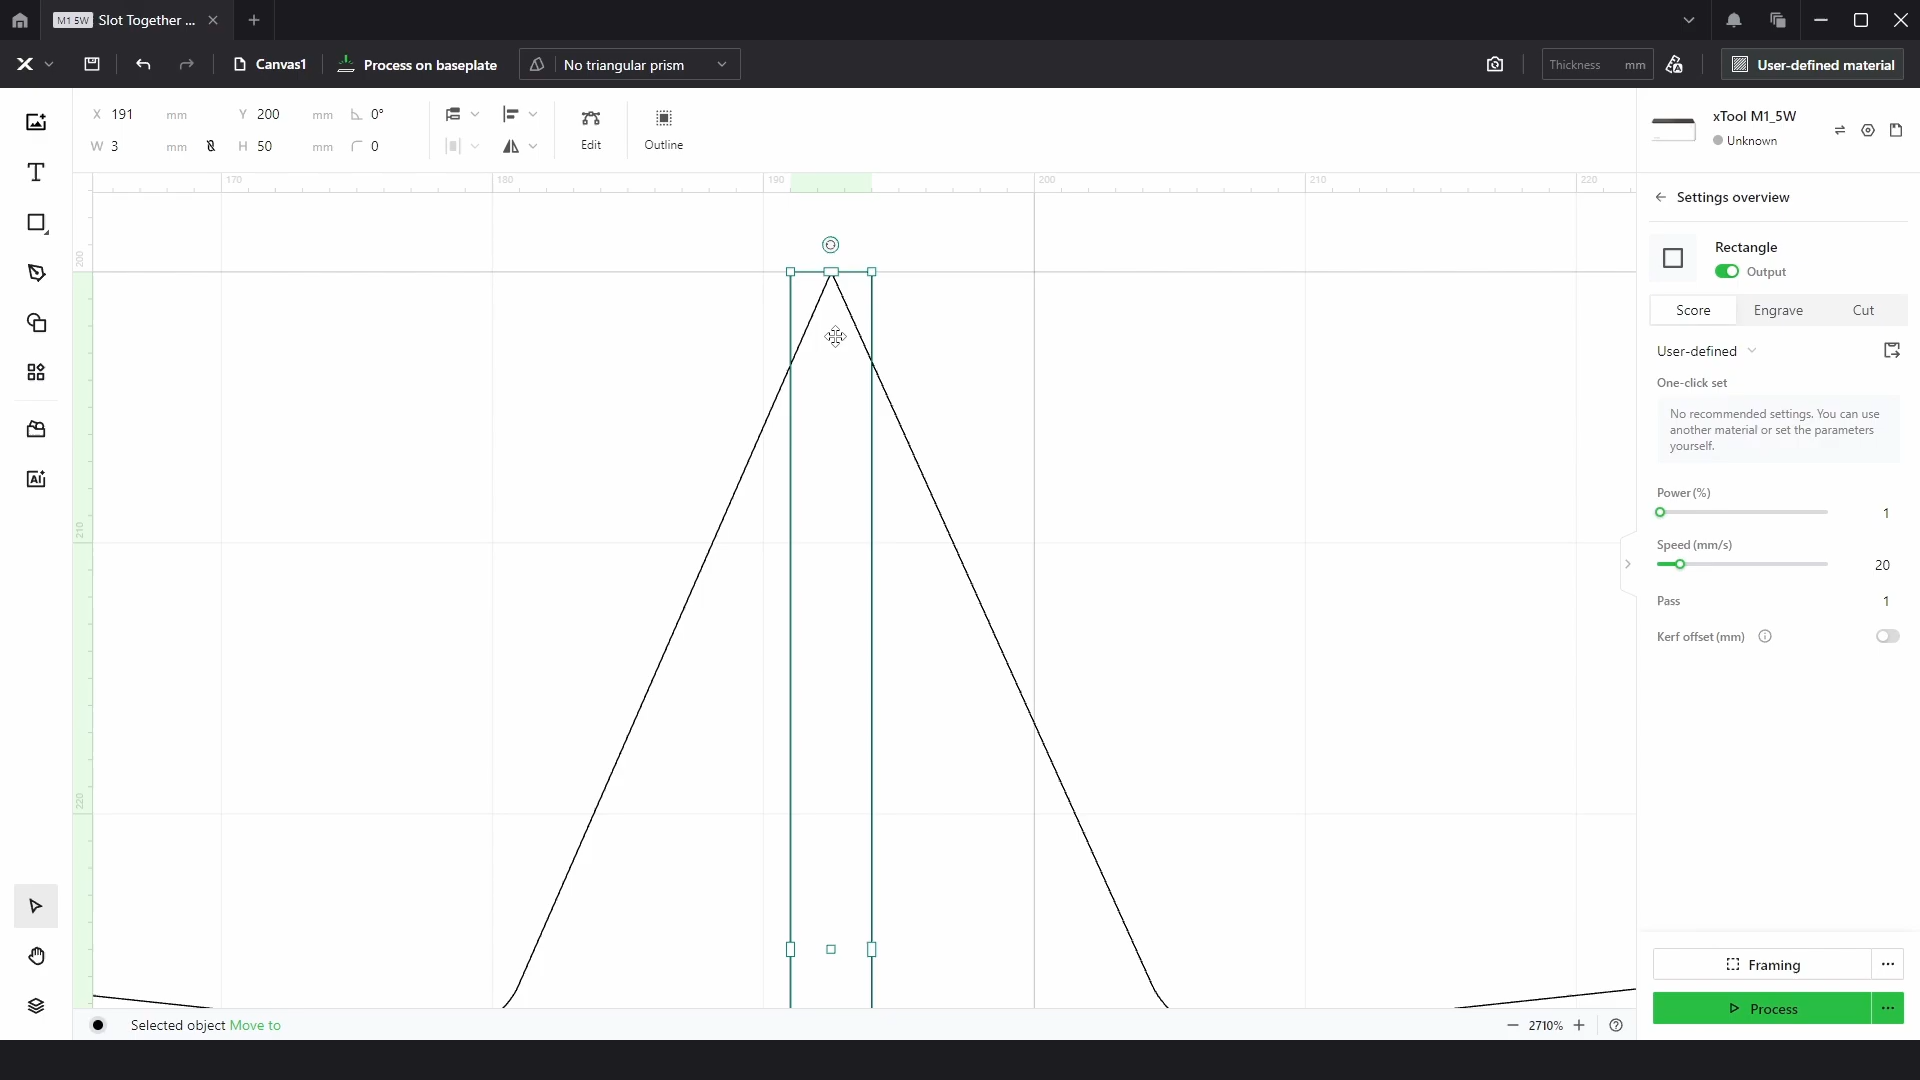 M1 5W Slot Together ...
Canvas1
Process on baseplate
No triangular prism
Thickness mm
User-defined material
X 191 mm Y 200 mm 0°
W 3 mm H 50 mm 0
Edit
Outline
170 180 190 200 210 220
200
210
220
xTool M1_5W
Unknown
Settings overview
Rectangle
Output
Score Engrave Cut
User-defined
One-click set
No recommended settings. You can use
another material or set the parameters
yourself.
Power (%)
1
Speed (mm/s)
20
Pass 1
Kerf offset (mm)
AI
Framing
Process
Selected object Move to
2710%